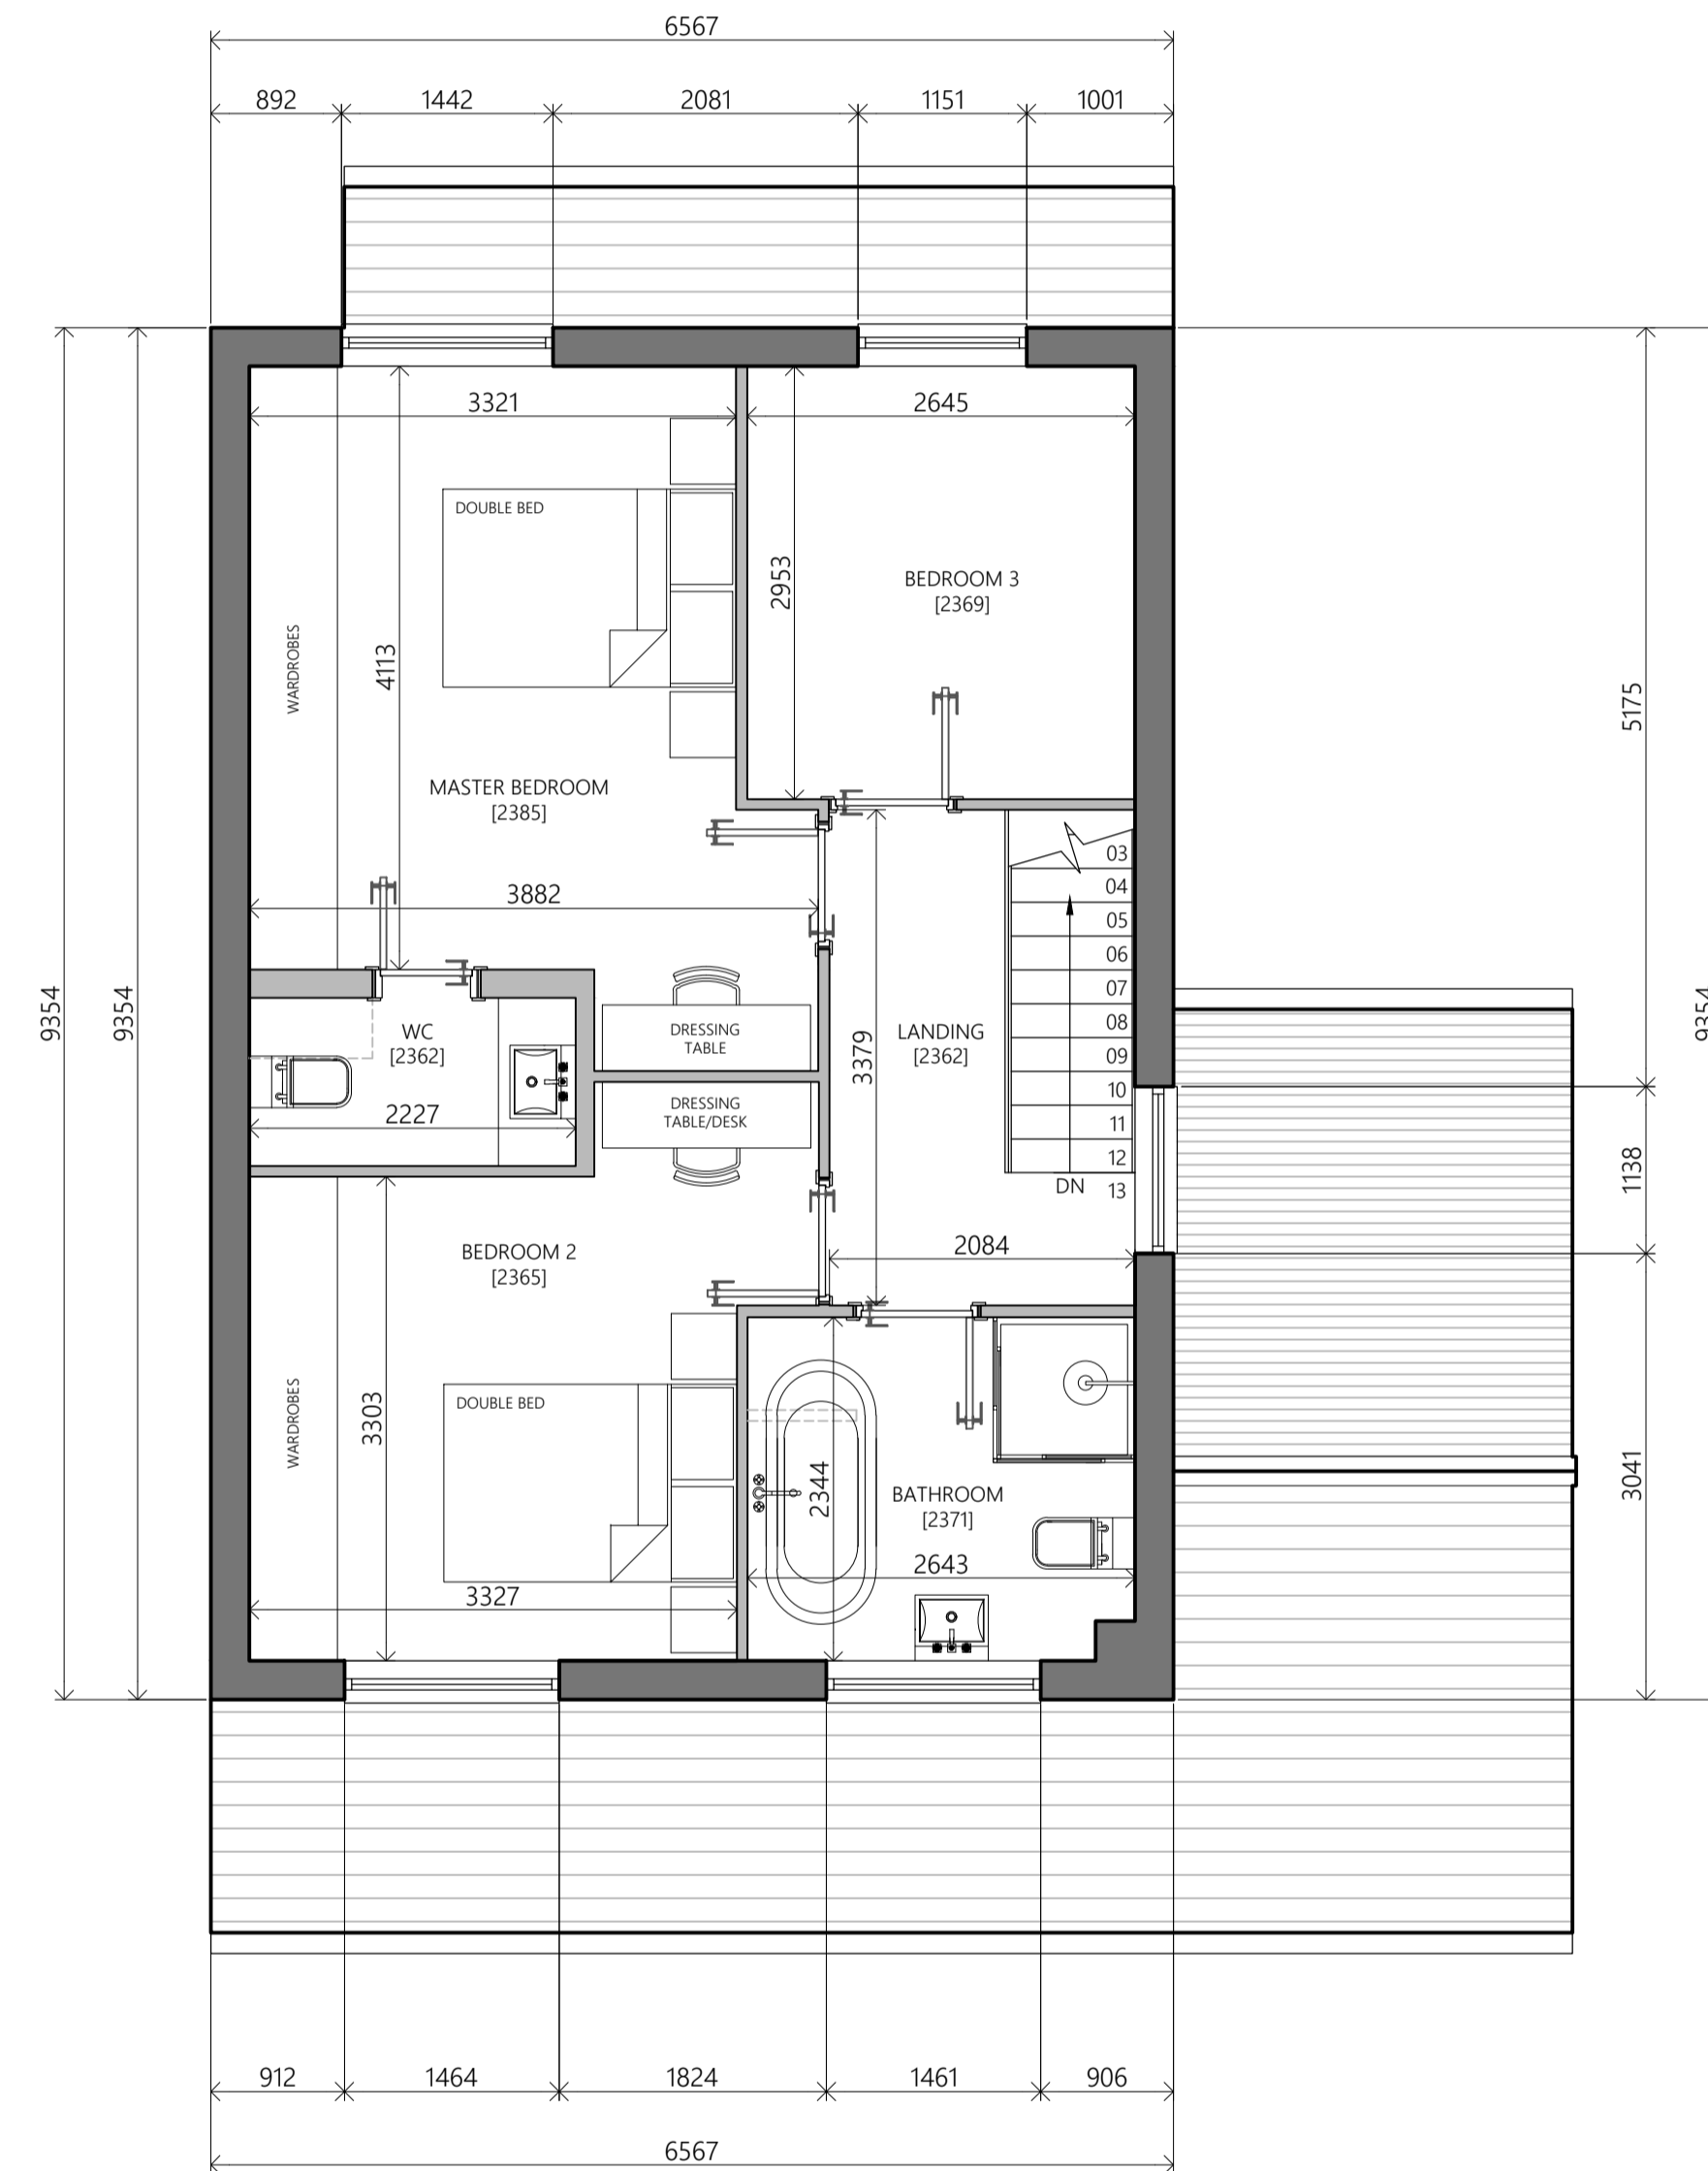 6567
892 1442 2081 1151 1001
3321 2645
DOUBLE BED
2953
BEDROOM 3
[2369]
WARDROBES
4113
5175
MASTER BEDROOM
[2385]
03
04
3882
05
06
07
9354
9354
9354
WC
[2362]
DRESSING
TABLE
3379
LANDING
[2362]
08
09
10
2227
DRESSING
TABLE/DESK
11
12
1138
DN 13
BEDROOM 2
[2365]
2084
WARDROBES
3303
DOUBLE BED
2344
BATHROOM
[2371]
3041
2643
3327
912 1464 1824 1461 906
6567